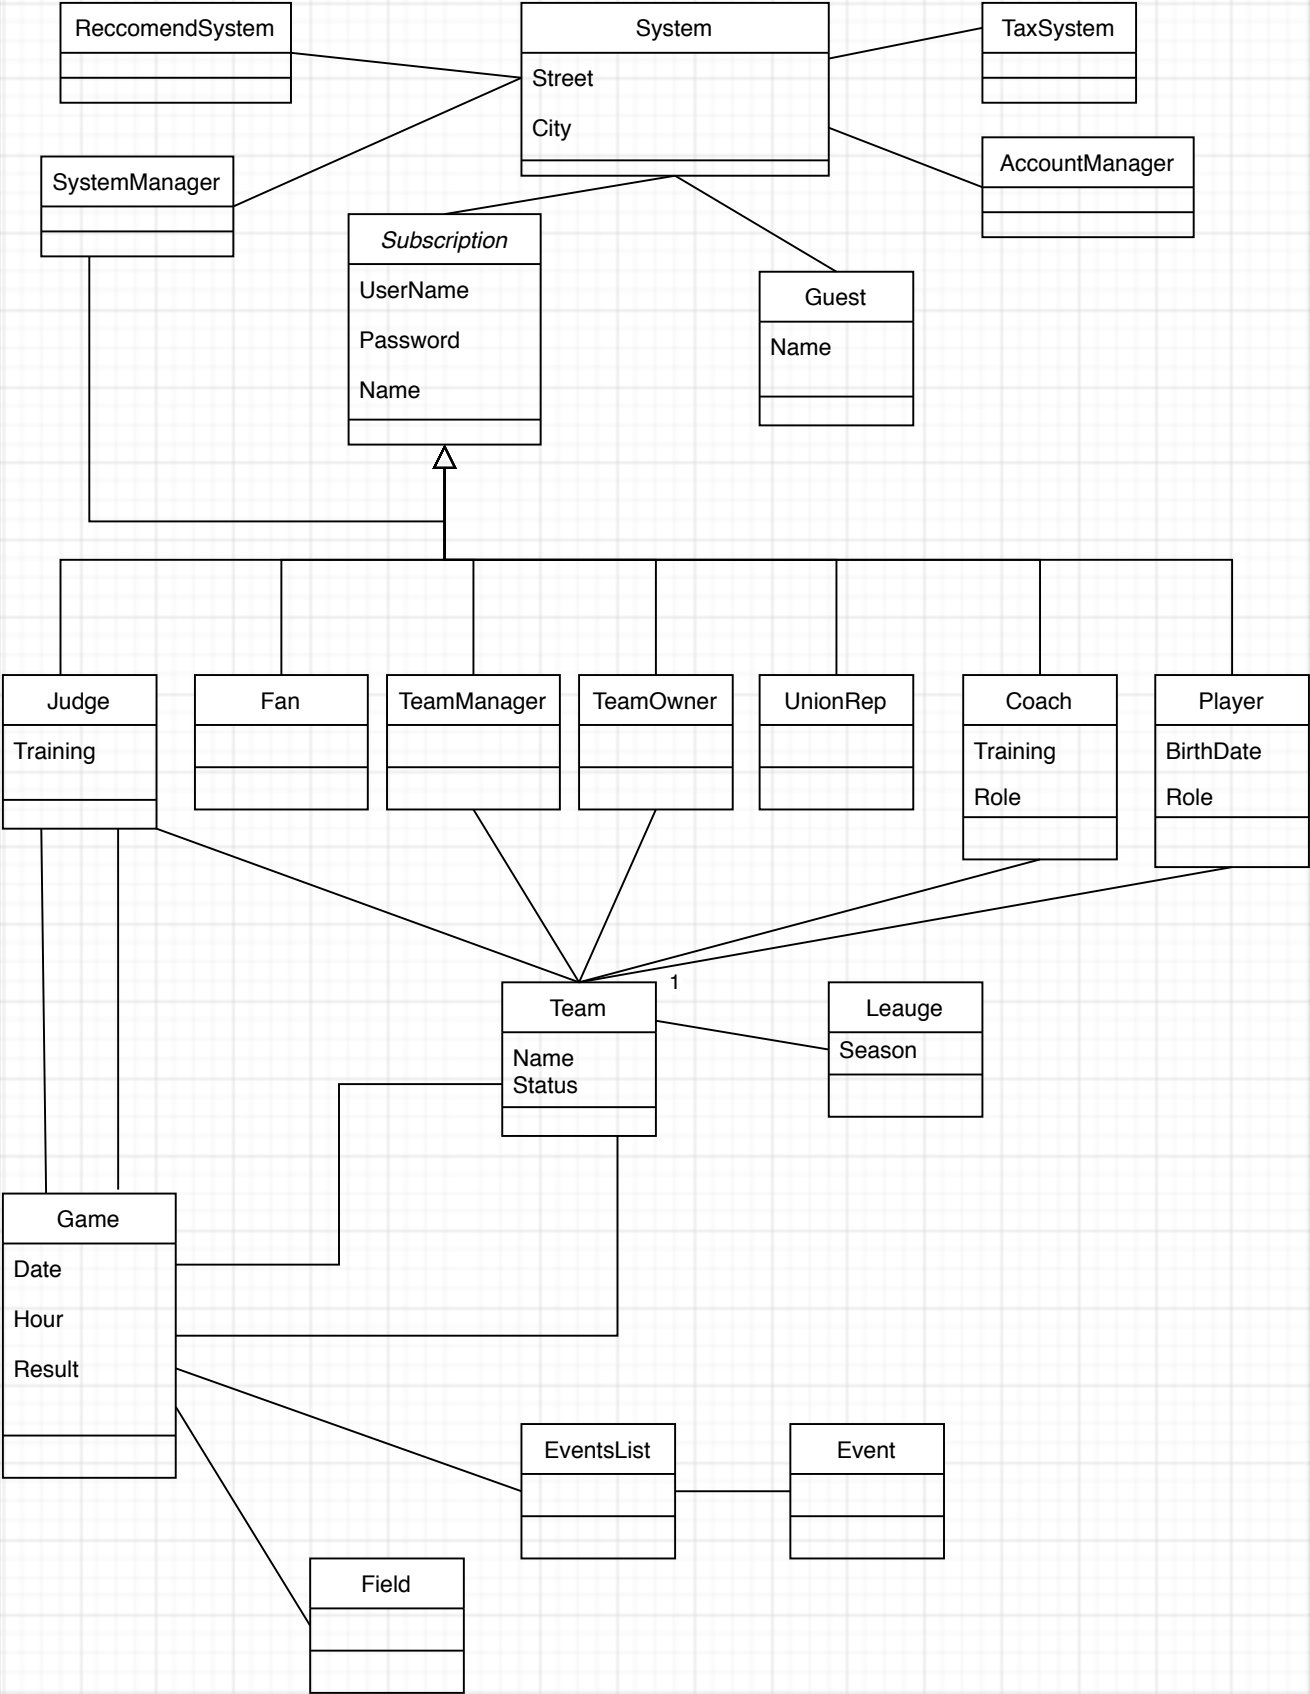 ReccomendSystem
System
Street
City
TaxSystem
AccountManager
SystemManager
Subscription
UserName
Password
Name
Guest
Name
Judge
Training
Fan
TeamManager
TeamOwner
UnionRep
Coach
Training
Role
Player
BirthDate
Role
1
Team
Name
Status
Leauge
Season
Game
Date
Hour
Result
EventsList
Event
Field